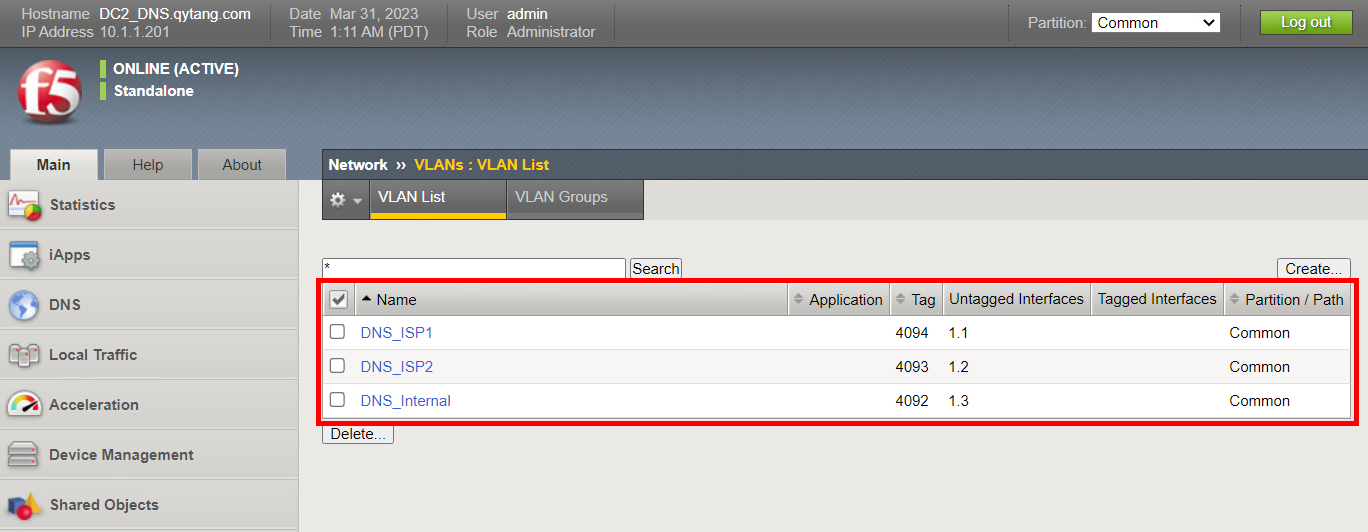 Hostname DC2_DNS.qytang.com Date Mar 31, 2023 User admin
IP Address 10.1.1.201 Time 1:11 AM (PDT) Role Administrator
Partition: Common Log out
f5
ONLINE (ACTIVE)
Standalone
Main Help About
Network ›› VLANs : VLAN List
VLAN List VLAN Groups
Statistics
iApps
DNS
Local Traffic
Acceleration
Device Management
Shared Objects
* Search Create...
Name Application Tag Untagged Interfaces Tagged Interfaces Partition / Path
DNS_ISP1 4094 1.1 Common
DNS_ISP2 4093 1.2 Common
DNS_Internal 4092 1.3 Common
Delete...